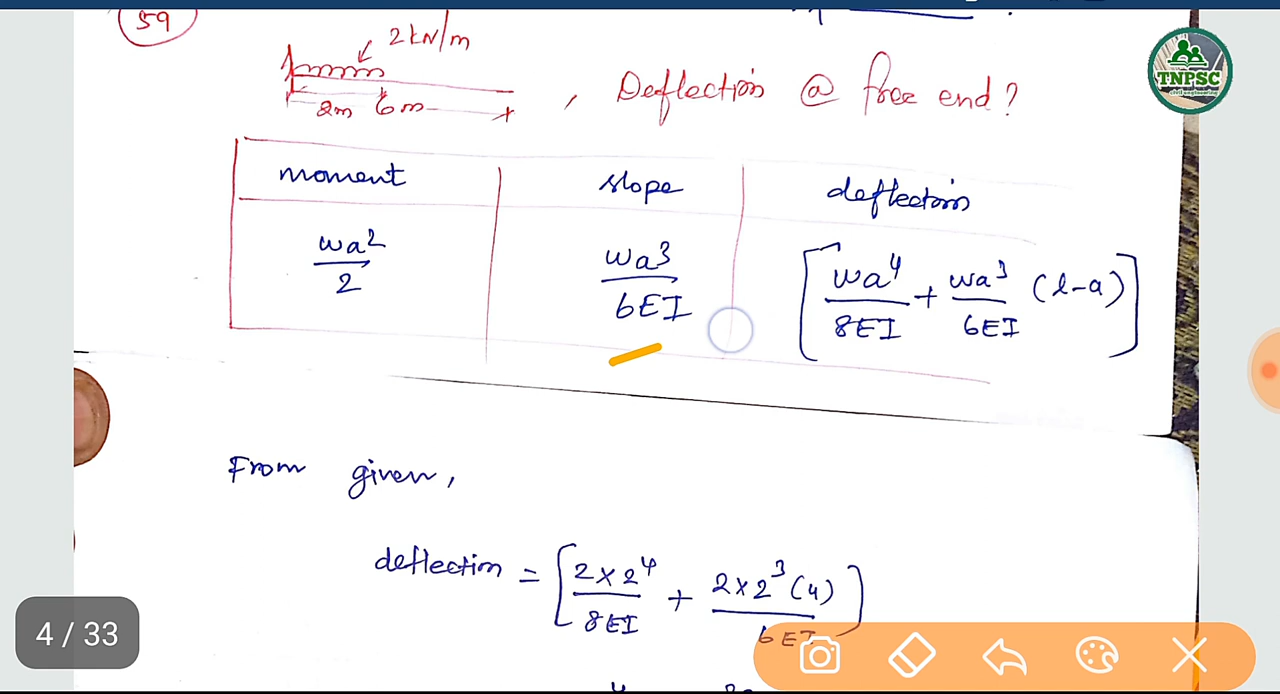 59
2kN/m
2m 6m , Deflection @ free end?
TNPSC
moment slope deflection
wa²/2 wa³/6EI [wa⁴/8EI + wa³/6EI (l-a)]
From given,
deflection = [2×2⁴/8EI + 2×2³(4)/6EI]
4 / 33